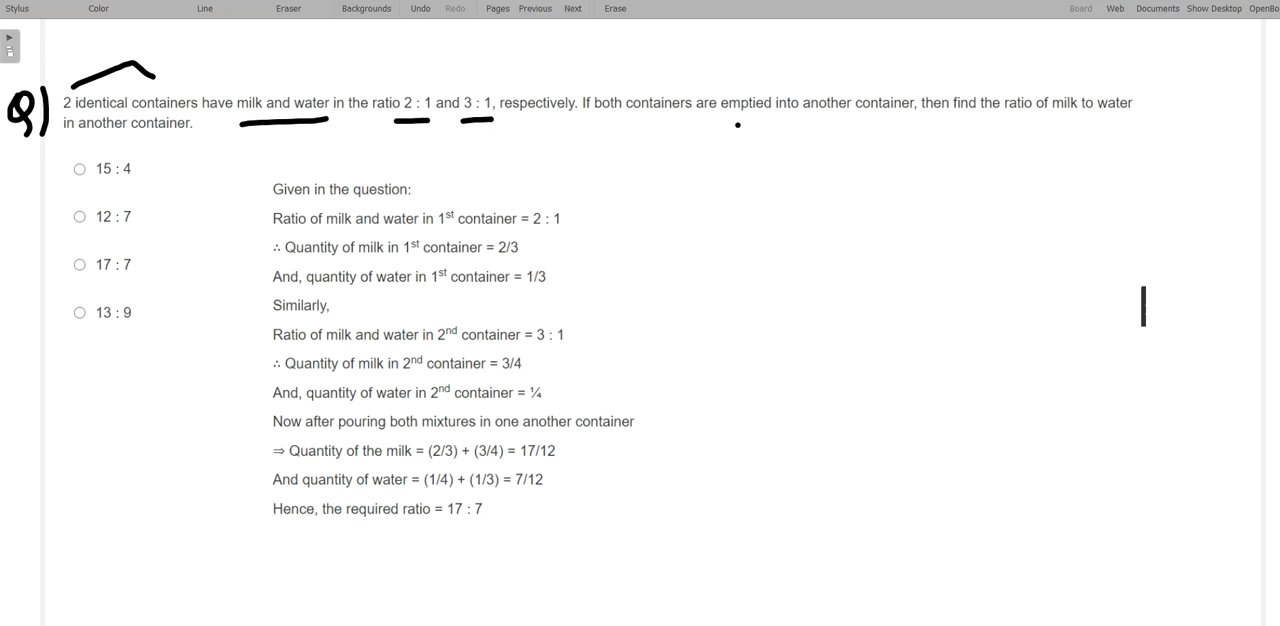 Stylus Color Line Eraser Backgrounds Undo Redo Pages Previous Next Erase Board Web Documents Show Desktop OpenBo
Q) 2 identical containers have milk and water in the ratio 2 : 1 and 3 : 1, respectively. If both containers are emptied into another container, then find the ratio of milk to water
in another container.
15 : 4
12 : 7
17 : 7
13 : 9
Given in the question:
Ratio of milk and water in 1st container = 2 : 1
∴ Quantity of milk in 1st container = 2/3
And, quantity of water in 1st container = 1/3
Similarly,
Ratio of milk and water in 2nd container = 3 : 1
∴ Quantity of milk in 2nd container = 3/4
And, quantity of water in 2nd container = ¼
Now after pouring both mixtures in one another container
⇒ Quantity of the milk = (2/3) + (3/4) = 17/12
And quantity of water = (1/4) + (1/3) = 7/12
Hence, the required ratio = 17 : 7